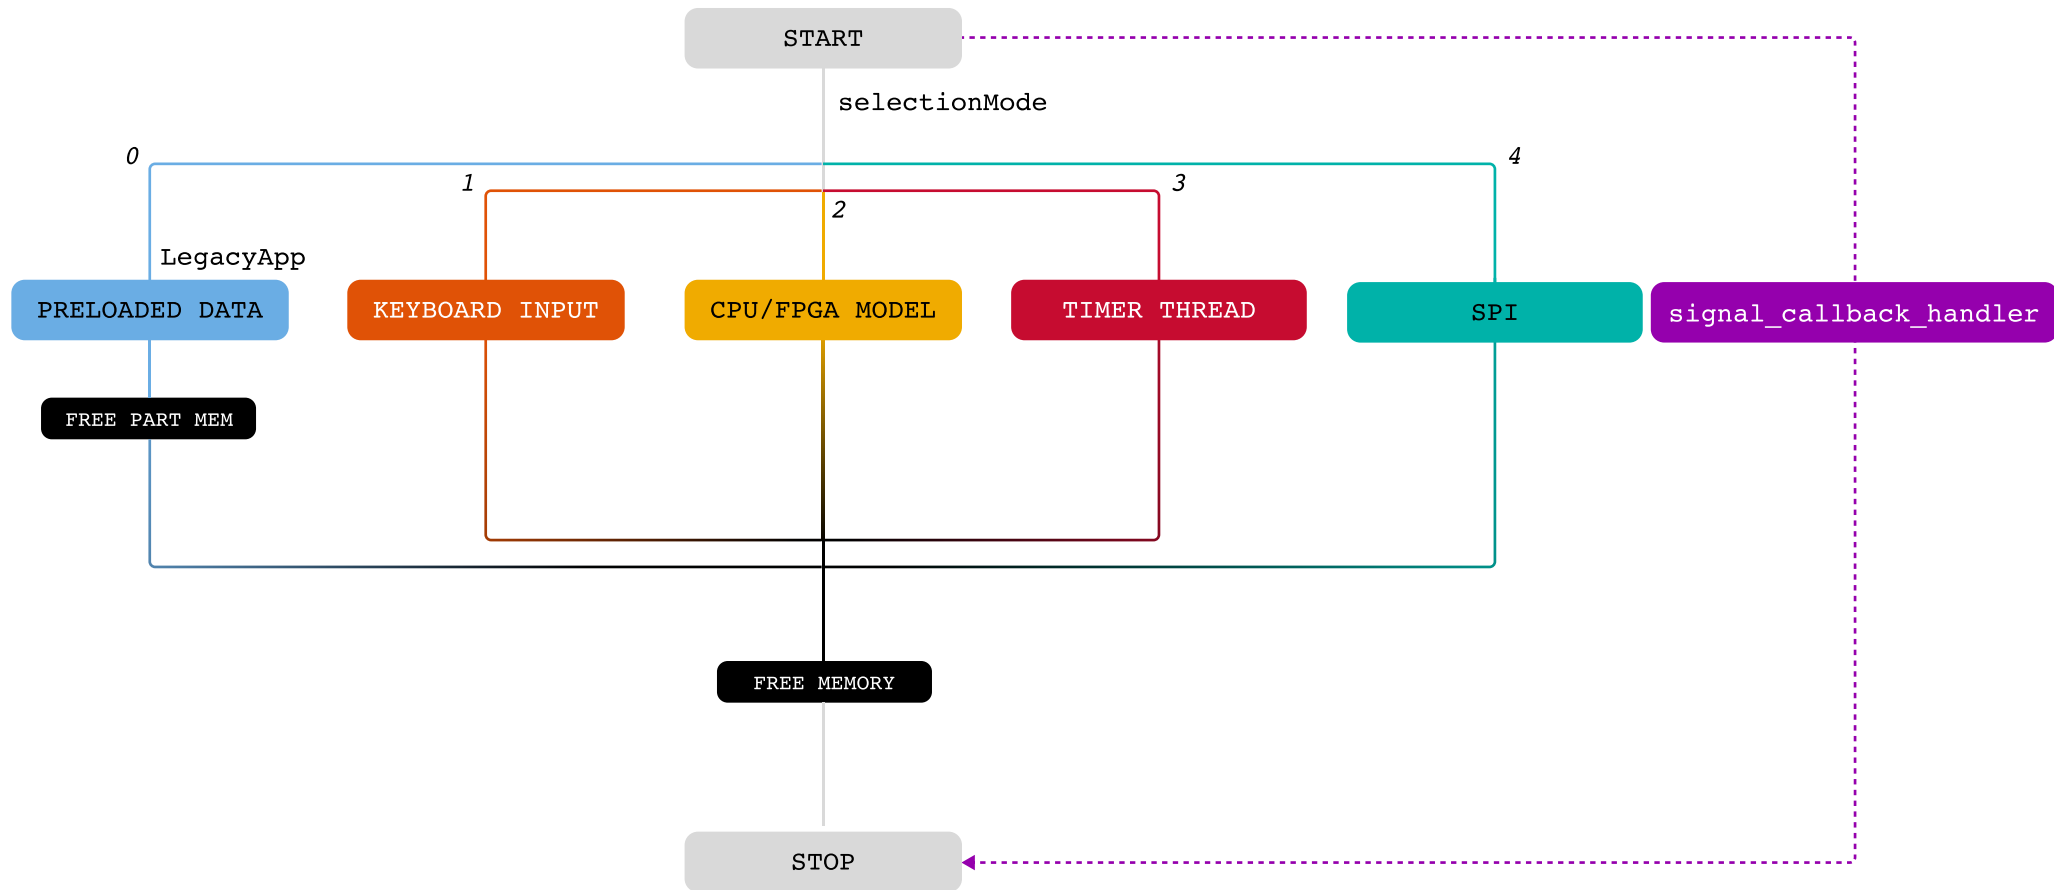 START
selectionMode
0
4
1
3
2
LegacyApp
PRELOADED DATA
KEYBOARD INPUT
CPU/FPGA MODEL
TIMER THREAD
SPI
signal_callback_handler
FREE PART MEM
FREE MEMORY
STOP